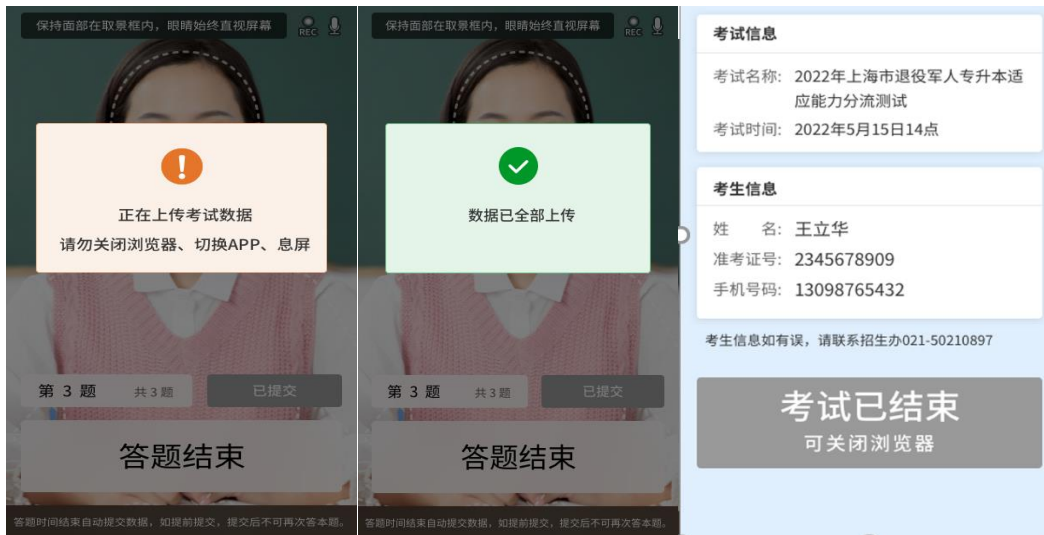 保持面部在取景框内，眼睛始终直视屏幕
REC
!
正在上传考试数据
请勿关闭浏览器、切换APP、息屏
第 3 题 共 3 题 已提交
答题结束
答题时间结束自动提交数据，如提前提交，提交后不可再次答本题。
保持面部在取景框内，眼睛始终直视屏幕
REC
数据已全部上传
第 3 题 共 3 题 已提交
答题结束
答题时间结束自动提交数据，如提前提交，提交后不可再次答本题。
考试信息
考试名称: 2022年上海市退役军人专升本适
应能力分流测试
考试时间: 2022年5月15日14点
考生信息
姓 名: 王立华
准考证号: 2345678909
手机号码: 13098765432
考生信息如有误，请联系招生办021-50210897
考试已结束
可关闭浏览器